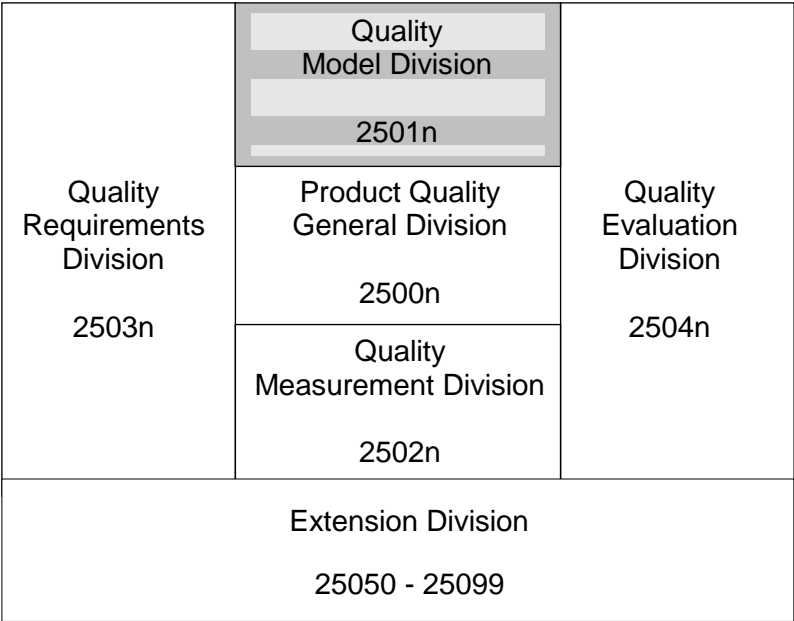 Quality
Model Division
2501n
Quality
Requirements
Division
2503n
Product Quality
General Division
2500n
Quality
Evaluation
Division
2504n
Quality
Measurement Division
2502n
Extension Division
25050 - 25099